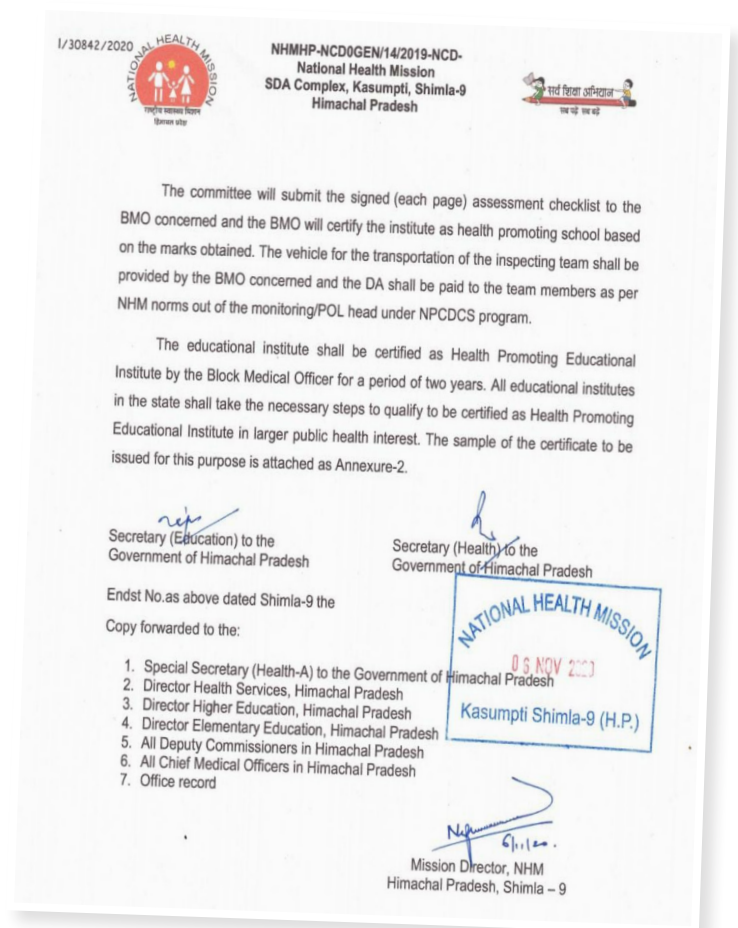 I/30842/2020
NATIONAL HEALTH MISSION
राष्ट्रीय स्वास्थ्य मिशन
हिमाचल प्रदेश
NHMHP-NCD0GEN/14/2019-NCD-
National Health Mission
SDA Complex, Kasumpti, Shimla-9
Himachal Pradesh
सर्व शिक्षा अभियान
सब पढ़ें सब बढ़ें
The committee will submit the signed (each page) assessment checklist to the
BMO concerned and the BMO will certify the institute as health promoting school based
on the marks obtained. The vehicle for the transportation of the inspecting team shall be
provided by the BMO concerned and the DA shall be paid to the team members as per
NHM norms out of the monitoring/POL head under NPCDCS program.
The educational institute shall be certified as Health Promoting Educational
Institute by the Block Medical Officer for a period of two years. All educational institutes
in the state shall take the necessary steps to qualify to be certified as Health Promoting
Educational Institute in larger public health interest. The sample of the certificate to be
issued for this purpose is attached as Annexure-2.
Secretary (Education) to the
Government of Himachal Pradesh
Secretary (Health) to the
Government of Himachal Pradesh
Endst No.as above dated Shimla-9 the
Copy forwarded to the:
1. Special Secretary (Health-A) to the Government of Himachal Pradesh
2. Director Health Services, Himachal Pradesh
3. Director Higher Education, Himachal Pradesh
4. Director Elementary Education, Himachal Pradesh
5. All Deputy Commissioners in Himachal Pradesh
6. All Chief Medical Officers in Himachal Pradesh
7. Office record
NATIONAL HEALTH MISSION
NOV
Kasumpti Shimla-9 (H.P.)
6/11/20.
Mission Director, NHM
Himachal Pradesh, Shimla – 9